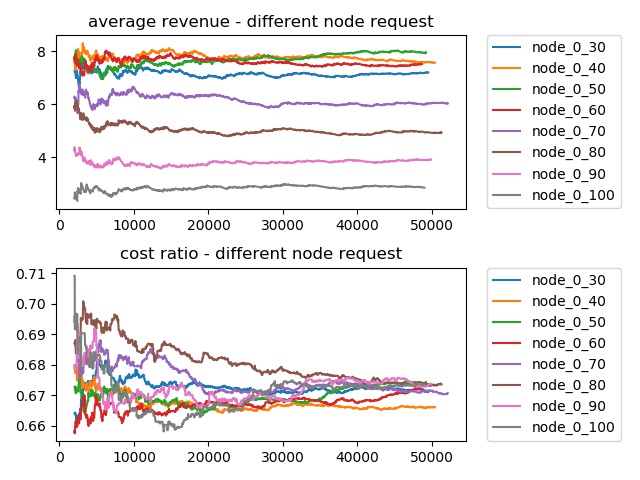 average revenue - different node request
8
6
4
0
10000
20000
30000
40000
50000
node_0_30
node_0_40
node_0_50
node_0_60
node_0_70
node_0_80
node_0_90
node_0_100
cost ratio - different node request
0.71
0.70
0.69
0.68
0.67
0.66
0
10000
20000
30000
40000
50000
node_0_30
node_0_40
node_0_50
node_0_60
node_0_70
node_0_80
node_0_90
node_0_100